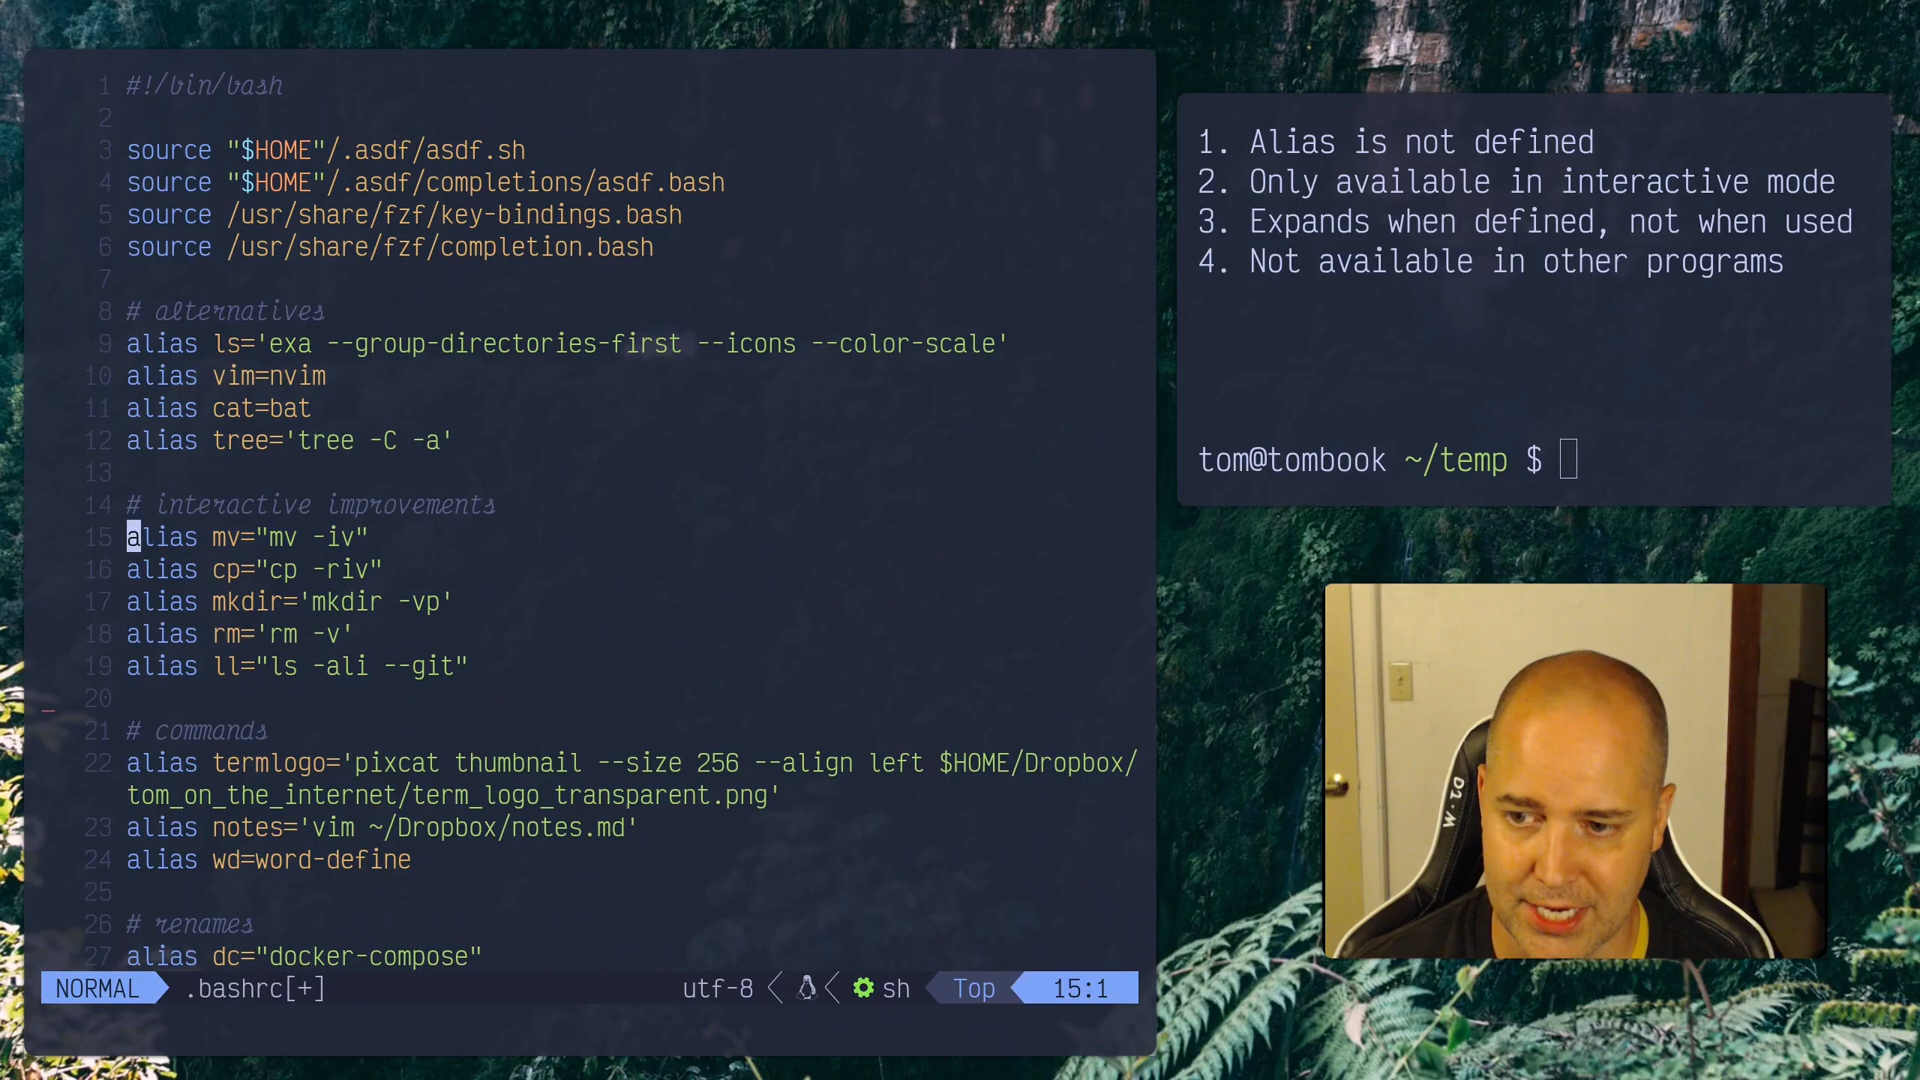 1 #!/bin/bash
2
3 source "$HOME"/.asdf/asdf.sh
4 source "$HOME"/.asdf/completions/asdf.bash
5 source /usr/share/fzf/key-bindings.bash
6 source /usr/share/fzf/completion.bash
7
8 # alternatives
9 alias ls='exa --group-directories-first --icons --color-scale'
10 alias vim=nvim
11 alias cat=bat
12 alias tree='tree -C -a'
13
14 # interactive improvements
15 alias mv="mv -iv"
16 alias cp="cp -riv"
17 alias mkdir='mkdir -vp'
18 alias rm='rm -v'
19 alias ll="ls -ali --git"
20
21 # commands
22 alias termlogo='pixcat thumbnail --size 256 --align left $HOME/Dropbox/
tom_on_the_internet/term_logo_transparent.png'
23 alias notes='vim ~/Dropbox/notes.md'
24 alias wd=word-define
25
26 # renames
27 alias dc="docker-compose"
NORMAL .bashrc[+] utf-8 sh Top 15:1
1. Alias is not defined
2. Only available in interactive mode
3. Expands when defined, not when used
4. Not available in other programs
tom@tombook ~/temp $